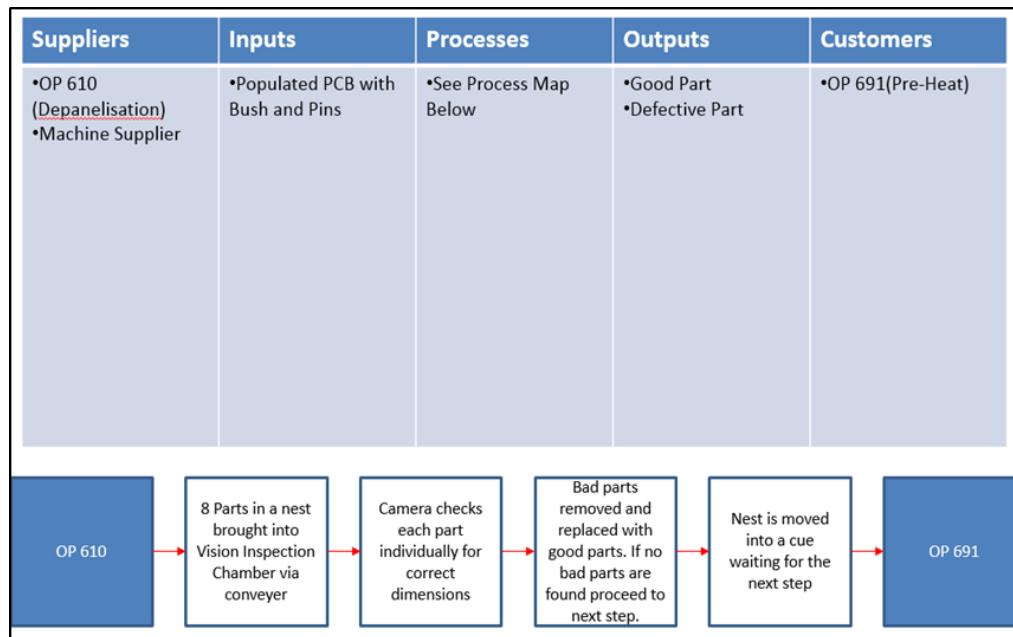 Suppliers
Inputs
Processes
Outputs
Customers
•OP 610
(Depanelisation)
•Machine Supplier
•Populated PCB with
Bush and Pins
•See Process Map
Below
•Good Part
•Defective Part
•OP 691(Pre-Heat)
OP 610
8 Parts in a nest
brought into
Vision Inspection
Chamber via
conveyer
Camera checks
each part
individually for
correct
dimensions
Bad parts
removed and
replaced with
good parts. If no
bad parts are
found proceed to
next step.
Nest is moved
into a cue
waiting for the
next step
OP 691